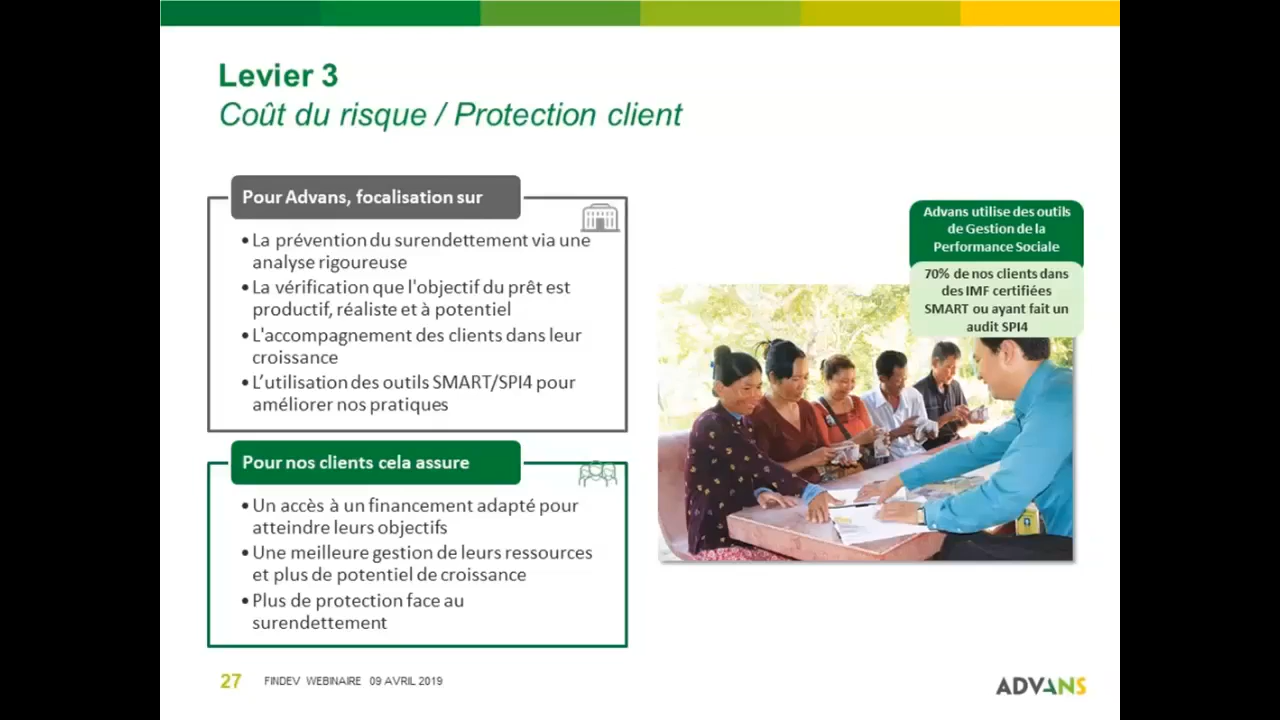 Levier 3
Coût du risque / Protection client
Pour Advans, focalisation sur
•La prévention du surendettement via une
analyse rigoureuse
•La vérification que l'objectif du prêt est
productif, réaliste et à potentiel
•L'accompagnement des clients dans leur
croissance
•L’utilisation des outils SMART/SPI4 pour
améliorer nos pratiques
Pour nos clients cela assure
•Un accès à un financement adapté pour
atteindre leurs objectifs
•Une meilleure gestion de leurs ressources
et plus de potentiel de croissance
•Plus de protection face au
surendettement
Advans utilise des outils
de Gestion de la
Performance Sociale
70% de nos clients dans
des IMF certifiées
SMART ou ayant fait un
audit SPI4
27 FINDEV WEBINAIRE 09 AVRIL 2019
ADVANS